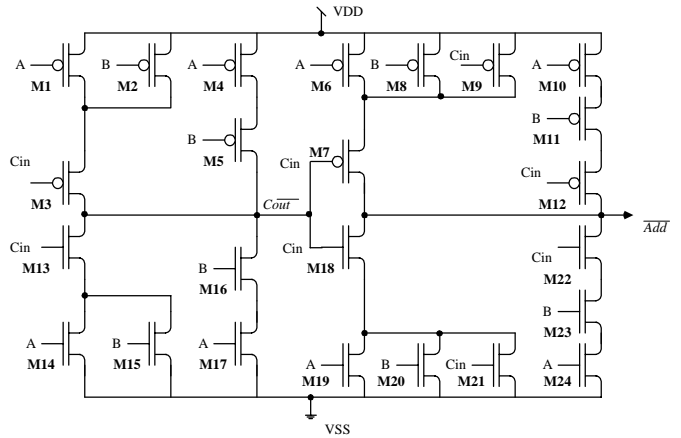 VDD
A
M1
B
M2
A
M4
A
M6
B
M8
Cin
M9
A
M10
B
M5
M7
B
M11
Cin
M3
Cin
Cin
M12
Cout
Add
Cin
M13
Cin
M18
Cin
M22
B
M16
B
M23
A
M14
B
M15
A
M17
A
M19
B
M20
Cin
M21
A
M24
VSS